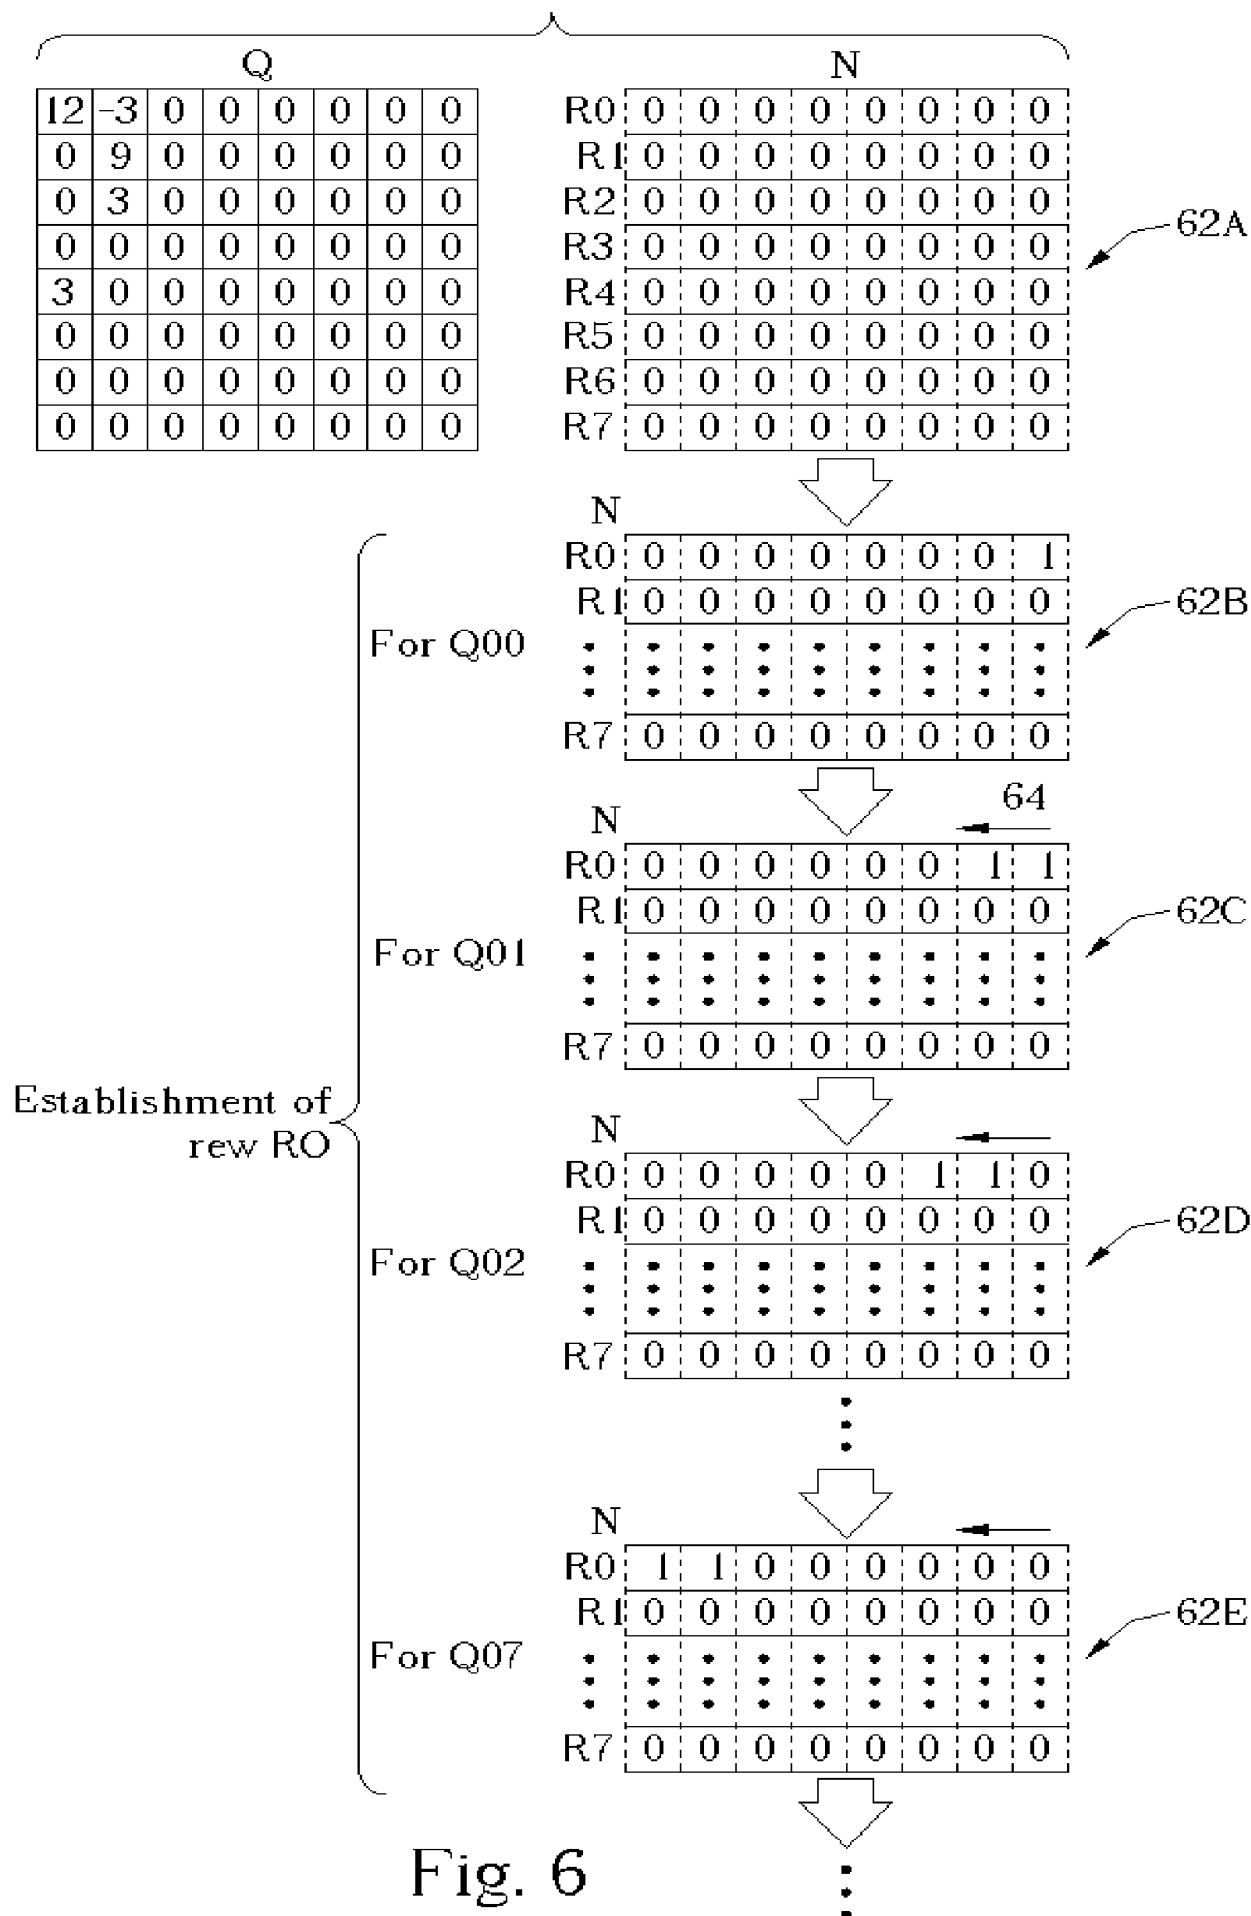 Q
N
12 -3 0 0 0 0 0 0
0 9 0 0 0 0 0 0
0 3 0 0 0 0 0 0
0 0 0 0 0 0 0 0
3 0 0 0 0 0 0 0
0 0 0 0 0 0 0 0
0 0 0 0 0 0 0 0
0 0 0 0 0 0 0 0
R0 0 0 0 0 0 0 0 0
R1 0 0 0 0 0 0 0 0
R2 0 0 0 0 0 0 0 0
R3 0 0 0 0 0 0 0 0
R4 0 0 0 0 0 0 0 0
R5 0 0 0 0 0 0 0 0
R6 0 0 0 0 0 0 0 0
R7 0 0 0 0 0 0 0 0
62A
Establishment of
rew RO
For Q00
N
R0 0 0 0 0 0 0 0 1
R1 0 0 0 0 0 0 0 0
R7 0 0 0 0 0 0 0 0
62B
For Q01
N
64
R0 0 0 0 0 0 0 1 1
R1 0 0 0 0 0 0 0 0
R7 0 0 0 0 0 0 0 0
62C
For Q02
N
R0 0 0 0 0 0 1 1 0
R1 0 0 0 0 0 0 0 0
R7 0 0 0 0 0 0 0 0
62D
For Q07
N
R0 1 1 0 0 0 0 0 0
R1 0 0 0 0 0 0 0 0
R7 0 0 0 0 0 0 0 0
62E
Fig. 6